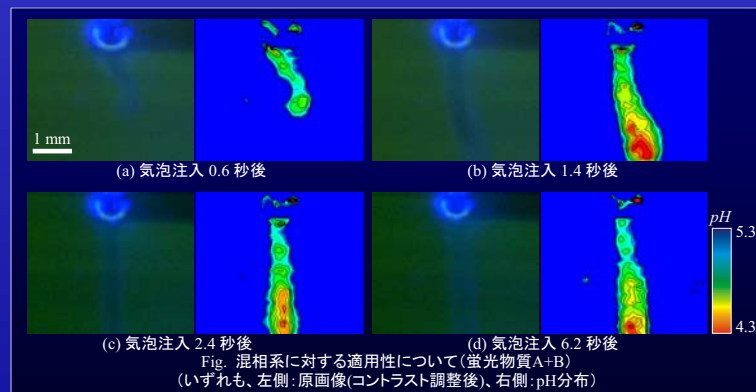 1 mm
(a) 気泡注入 0.6 秒後
(b) 気泡注入 1.4 秒後
pH
5.3
4.3
(c) 気泡注入 2.4 秒後
(d) 気泡注入 6.2 秒後
Fig. 混相系に対する適用性について(蛍光物質A+B)
(いずれも、左側:原画像(コントラスト調整後)、右側:pH分布)